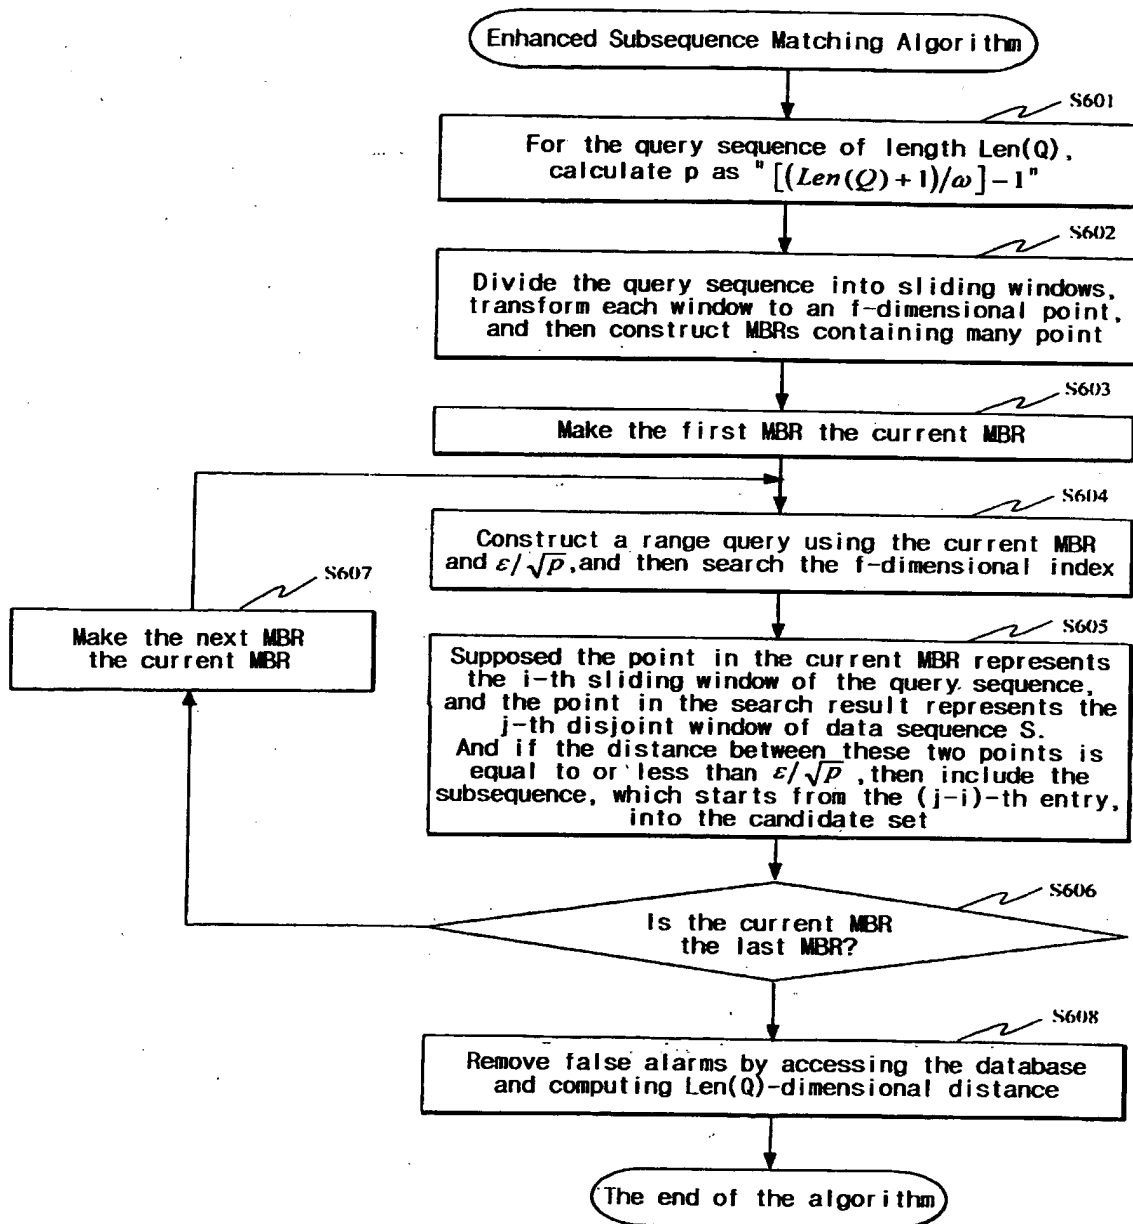 Enhanced Subsequence Matching Algorithm
S601
For the query sequence of length Len(Q),
calculate p as "[(Len(Q)+1)/ω]-1"
S602
Divide the query sequence into sliding windows,
transform each window to an f-dimensional point,
and then construct MBRs containing many point
S603
Make the first MBR the current MBR
S604
Construct a range query using the current MBR
and ε/√p,and then search the f-dimensional index
S607
Make the next MBR
the current MBR
S605
Supposed the point in the current MBR represents
the i-th sliding window of the query sequence,
and the point in the search result represents the
j-th disjoint window of data sequence S.
And if the distance between these two points is
equal to or less than ε/√p ,then include the
subsequence, which starts from the (j-i)-th entry,
into the candidate set
S606
Is the current MBR
the last MBR?
S608
Remove false alarms by accessing the database
and computing Len(Q)-dimensional distance
The end of the algorithm